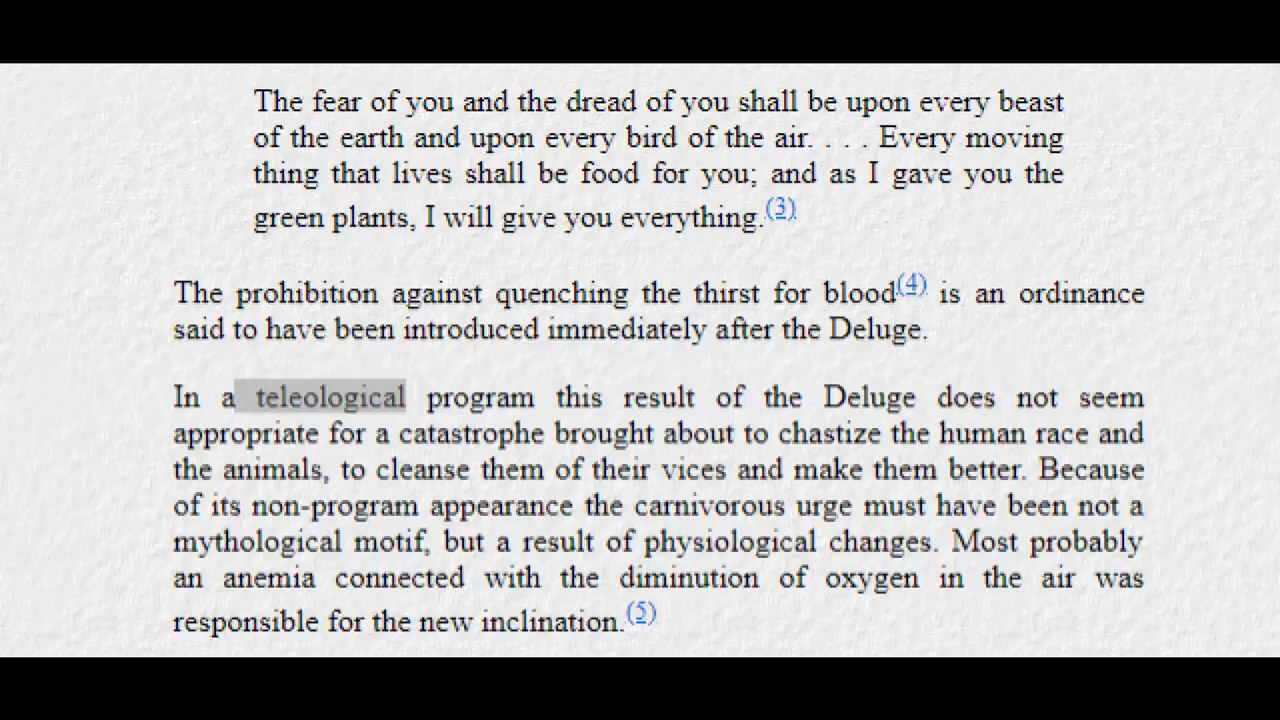 The fear of you and the dread of you shall be upon every beast
of the earth and upon every bird of the air. . . . Every moving
thing that lives shall be food for you; and as I gave you the
green plants, I will give you everything.(3)
The prohibition against quenching the thirst for blood(4) is an ordinance
said to have been introduced immediately after the Deluge.
In a teleological program this result of the Deluge does not seem
appropriate for a catastrophe brought about to chastize the human race and
the animals, to cleanse them of their vices and make them better. Because
of its non-program appearance the carnivorous urge must have been not a
mythological motif, but a result of physiological changes. Most probably
an anemia connected with the diminution of oxygen in the air was
responsible for the new inclination.(5)